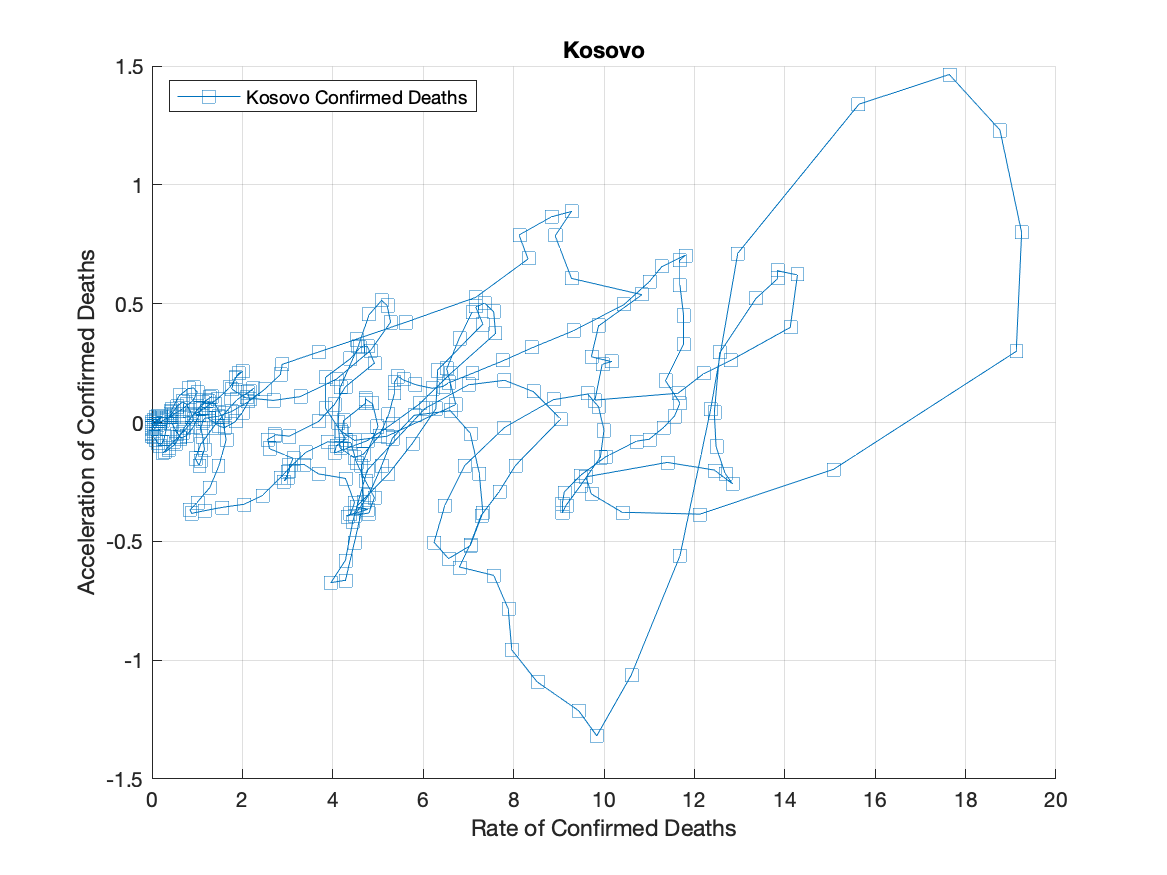 Kosovo
Kosovo Confirmed Deaths
1.5
1
0.5
0
-0.5
-1
-1.5
Acceleration of Confirmed Deaths
0 2 4 6 8 10 12 14 16 18 20
Rate of Confirmed Deaths